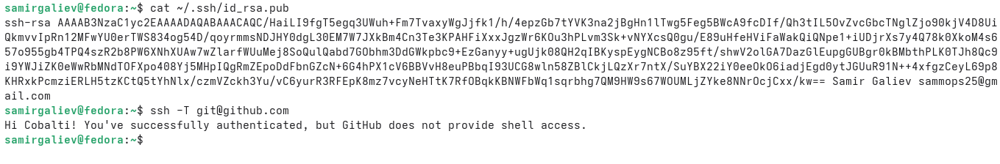 samirgaliev@fedora:~$ cat ~/.ssh/id_rsa.pub
ssh-rsa AAAAB3NzaC1yc2EAAAADAQABAAACAQC/HaiLI9fgT5egq3UWuh+Fm7TvaxyWgJjfk1/h/4epzGb7tYVK3na2jBgHn1lTwg5Feg5BWcA9fcDIf/Qh3tIL5OvZvcGbcTNglZjo90kjV4D8Ui
QkmvvIpRn12MFwYU0erTWS834og54D/qoyrmmsNDJHY0dgL30EM7W7JXkBm4Cn3Te3KPAHFiXxxJgzWr6KOu3hPLvm3Sk+vNYXcsQ0gu/E89uHfeHViFaWakQiQNpe1+iUDjrXs7y4Q78k0XkoM4s6
57o955gb4TPQ4szR2b8PW6XNhXUAw7wZlarfWUuMej8SoQulQabd7GObhm3DdGWkpbc9+EzGanyy+ugUjk08QH2qIBKyspEygNCBo8z95ft/shwV2olGA7DazGlEupgGUBgr0kBMbthPLK0TJh8Qc9
i9YWJiZK0eWwRbMNdTOFXpo408Yj5MHpIQgRmZEpoDdFbnGZcN+6G4hPX1cV6BBVvH8euPBbqI93UCG8wln58ZBlCkjLQzXr7ntX/SuYBX22iY0eeOkO6iadjEgd0ytJGUuR91N++4xfgzCeyL69p8
KHRxkPcmziERLH5tzKCtQ5tYhNlx/czmVZckh3Yu/vC6yurR3RFEpK8mz7vcyNeHTtK7RfOBqkKBNWFbWq1sqrbhg7QM9HW9s67WOUMLjZYke8NNrOcjCxx/kw== Samir Galiev sammops25@gm
ail.com
samirgaliev@fedora:~$ ssh -T git@github.com
Hi Cobalti! You've successfully authenticated, but GitHub does not provide shell access.
samirgaliev@fedora:~$